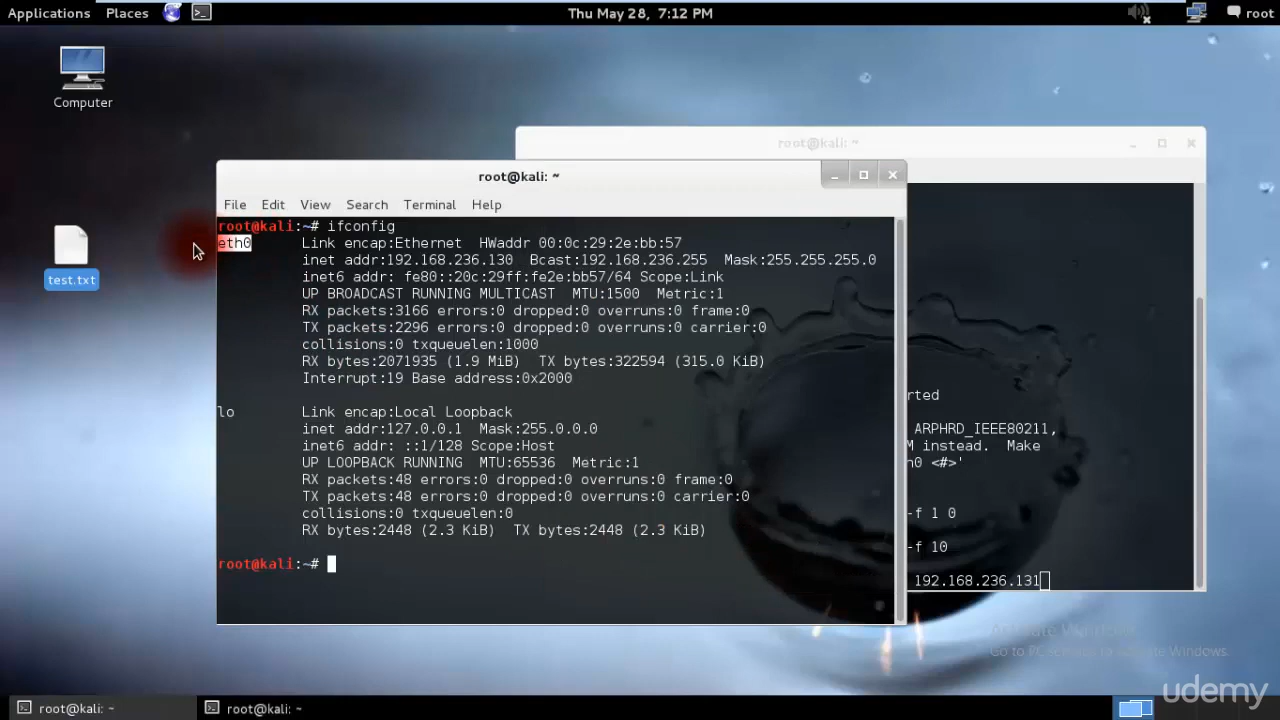 Applications Places Thu May 28, 7:12 PM root
Computer
test.txt
root@kali: ~
root@kali: ~
File Edit View Search Terminal Help
root@kali:~# ifconfig
eth0 Link encap:Ethernet HWaddr 00:0c:29:2e:bb:57
inet addr:192.168.236.130 Bcast:192.168.236.255 Mask:255.255.255.0
inet6 addr: fe80::20c:29ff:fe2e:bb57/64 Scope:Link
UP BROADCAST RUNNING MULTICAST MTU:1500 Metric:1
RX packets:3166 errors:0 dropped:0 overruns:0 frame:0
TX packets:2296 errors:0 dropped:0 overruns:0 carrier:0
collisions:0 txqueuelen:1000
RX bytes:2071935 (1.9 MiB) TX bytes:322594 (315.0 KiB)
Interrupt:19 Base address:0x2000
lo Link encap:Local Loopback
inet addr:127.0.0.1 Mask:255.0.0.0
inet6 addr: ::1/128 Scope:Host
UP LOOPBACK RUNNING MTU:65536 Metric:1
RX packets:48 errors:0 dropped:0 overruns:0 frame:0
TX packets:48 errors:0 dropped:0 overruns:0 carrier:0
collisions:0 txqueuelen:0
RX bytes:2448 (2.3 KiB) TX bytes:2448 (2.3 KiB)
root@kali:~#
rted
ARPHRD_IEEE80211,
M instead. Make
h0 <#>'
-f 1 0
-f 10
192.168.236.131
Activate Windows
Go to PC settings to activate Windows.
udemy
root@kali: ~ root@kali: ~